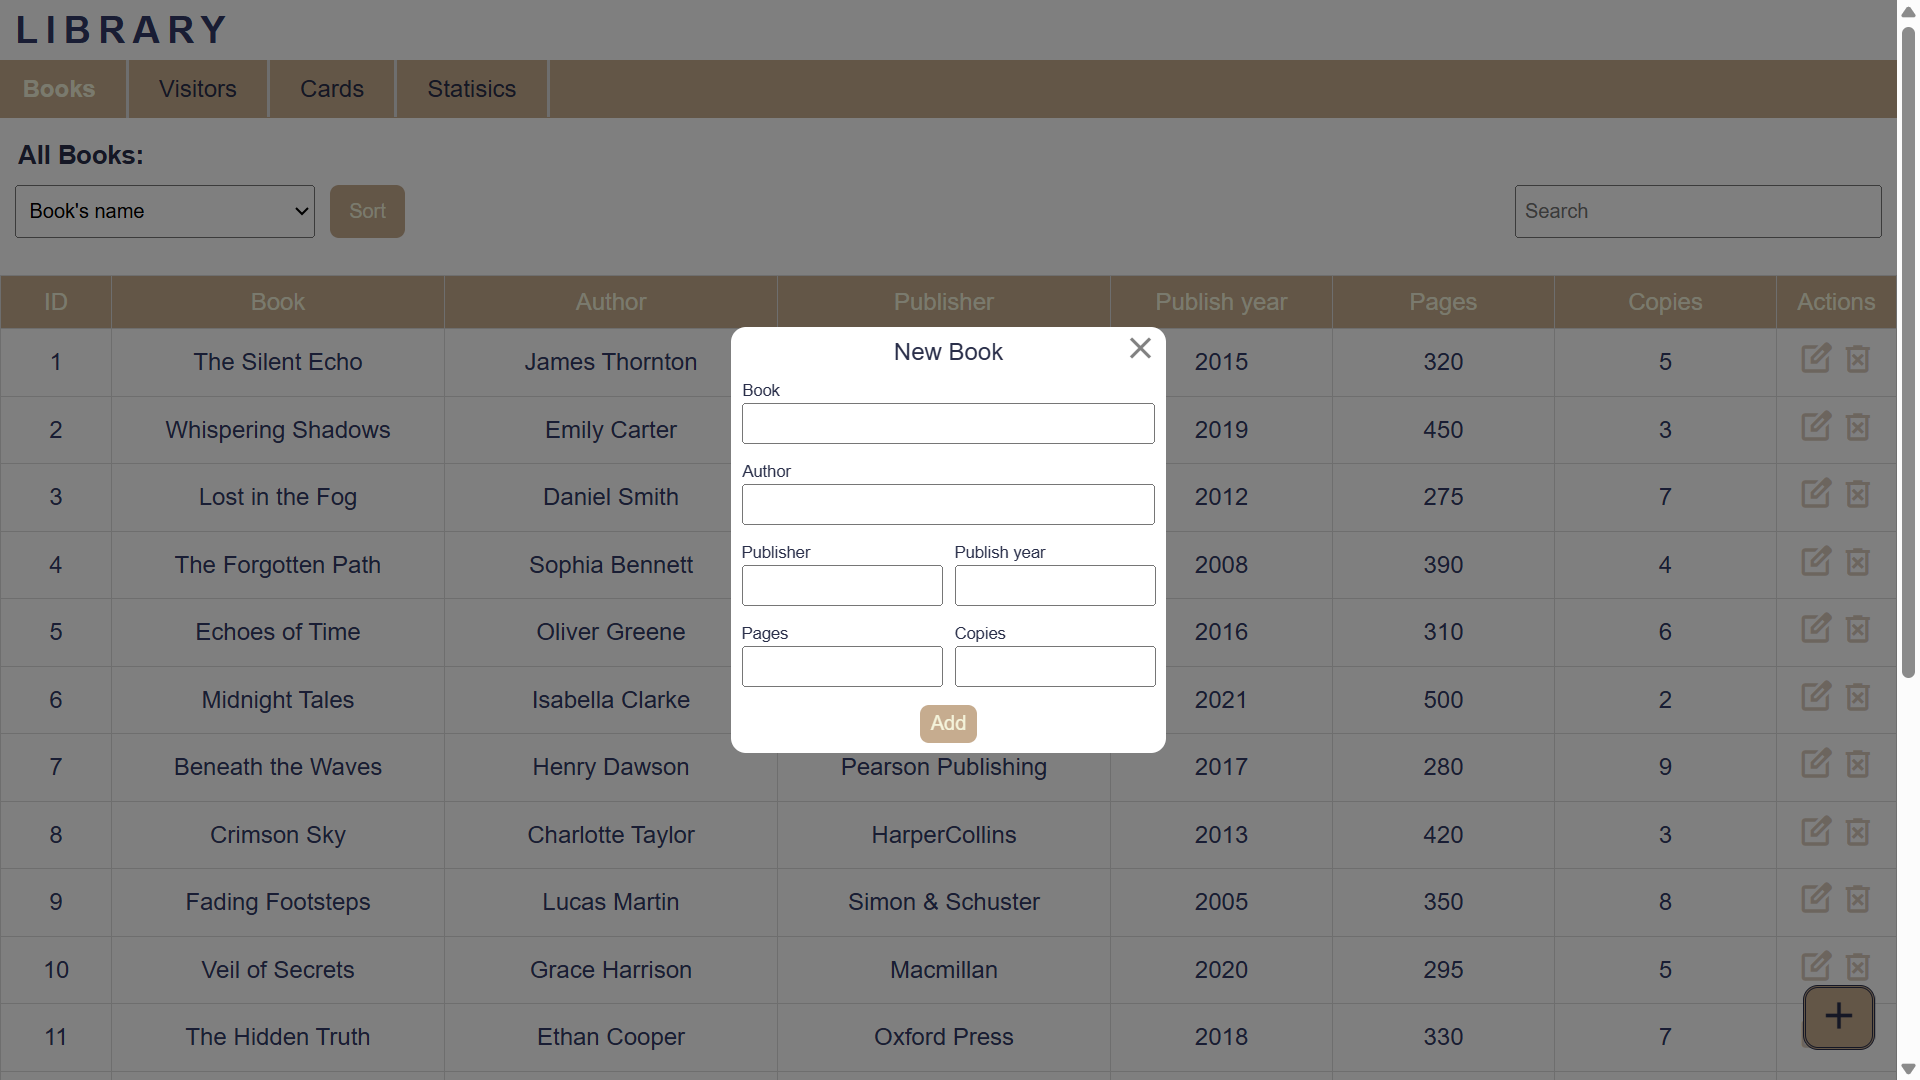 LIBRARY
Books Visitors Cards Statisics
All Books:
Book's name Sort Search
ID Book Author Publisher Publish year Pages Copies Actions
1 The Silent Echo James Thornton 2015 320 5
2 Whispering Shadows Emily Carter 2019 450 3
3 Lost in the Fog Daniel Smith 2012 275 7
4 The Forgotten Path Sophia Bennett 2008 390 4
5 Echoes of Time Oliver Greene 2016 310 6
6 Midnight Tales Isabella Clarke 2021 500 2
7 Beneath the Waves Henry Dawson Pearson Publishing 2017 280 9
8 Crimson Sky Charlotte Taylor HarperCollins 2013 420 3
9 Fading Footsteps Lucas Martin Simon & Schuster 2005 350 8
10 Veil of Secrets Grace Harrison Macmillan 2020 295 5
11 The Hidden Truth Ethan Cooper Oxford Press 2018 330 7
New Book
Book
Author
Publisher Publish year
Pages Copies
Add